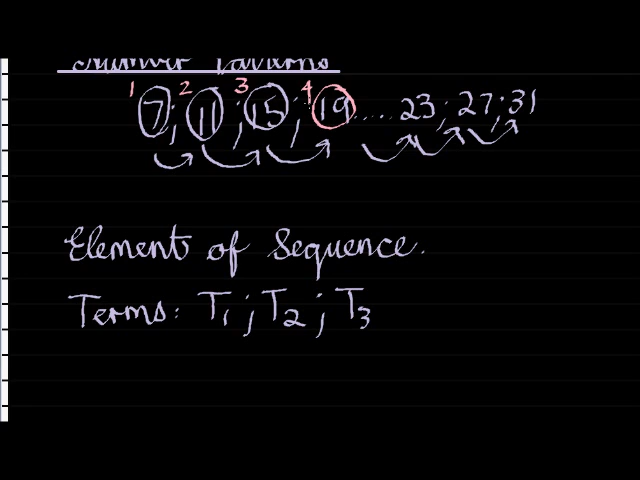 Number Patterns
1 2 3 4
7; 11; 15; 19..... 23; 27; 31
Elements of Sequence.
Terms: T1; T2; T3